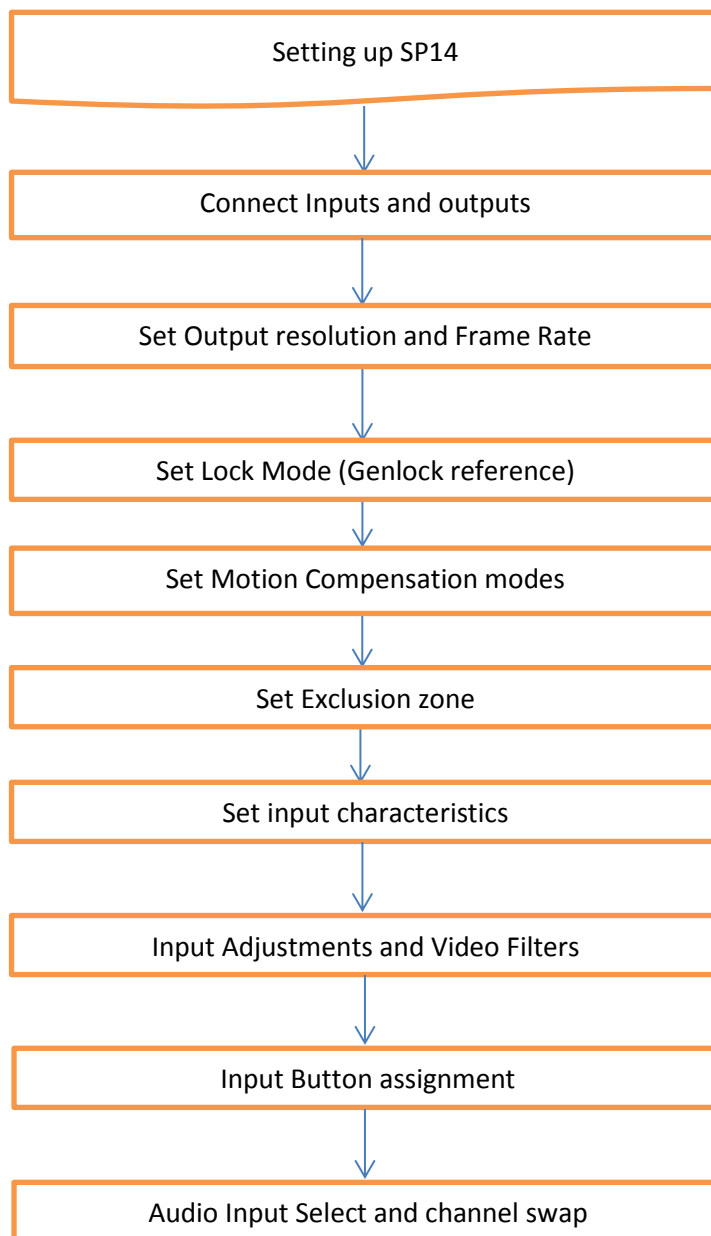 Setting up SP14
Connect Inputs and outputs
Set Output resolution and Frame Rate
Set Lock Mode (Genlock reference)
Set Motion Compensation modes
Set Exclusion zone
Set input characteristics
Input Adjustments and Video Filters
Input Button assignment
Audio Input Select and channel swap